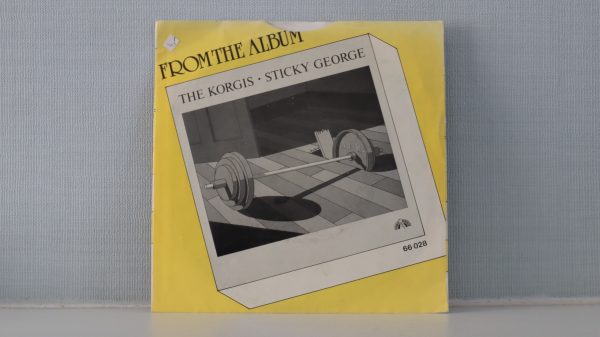 FROM THE ALBUM
THE KORGIS • STICKY GEORGE
66 028